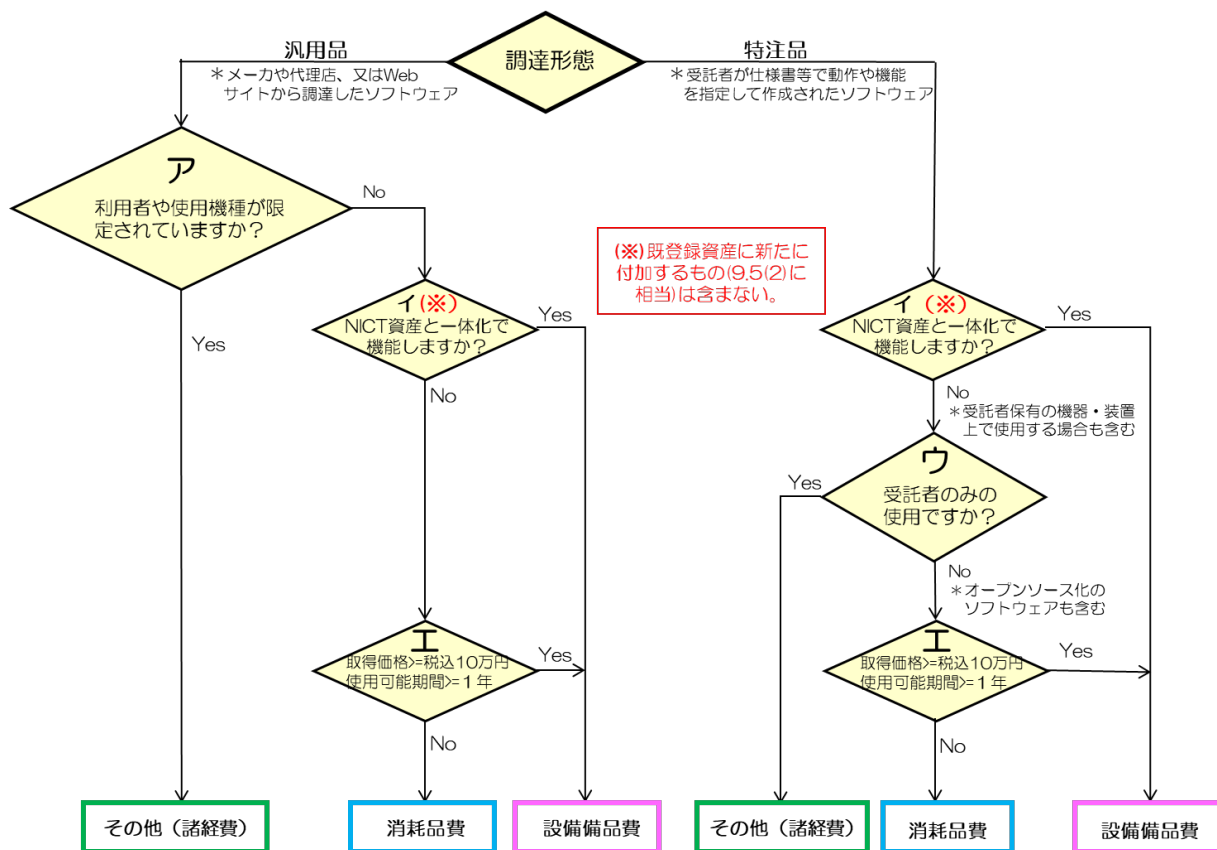 調達形態
汎用品
＊メーカや代理店、又はWeb
サイトから調達したソフトウェア
特注品
＊受託者が仕様書等で動作や機能
を指定して作成されたソフトウェア
ア
利用者や使用機種が限
定されていますか？
No
Yes
イ(※)
NICT資産と一体化で
機能しますか？
Yes
No
エ
取得価格>=税込10万円
使用可能期間>=１年
Yes
No
(※)既登録資産に新たに
付加するもの(9.5(2)に
相当)は含まない。
イ（※）
NICT資産と一体化で
機能しますか？
Yes
No
＊受託者保有の機器・装置
上で使用する場合も含む
ウ
受託者のみの
使用ですか？
Yes
No
＊オープンソース化の
ソフトウェアも含む
エ
取得価格>=税込10万円
使用可能期間>=１年
Yes
No
その他（諸経費）
消耗品費
設備備品費
その他（諸経費）
消耗品費
設備備品費